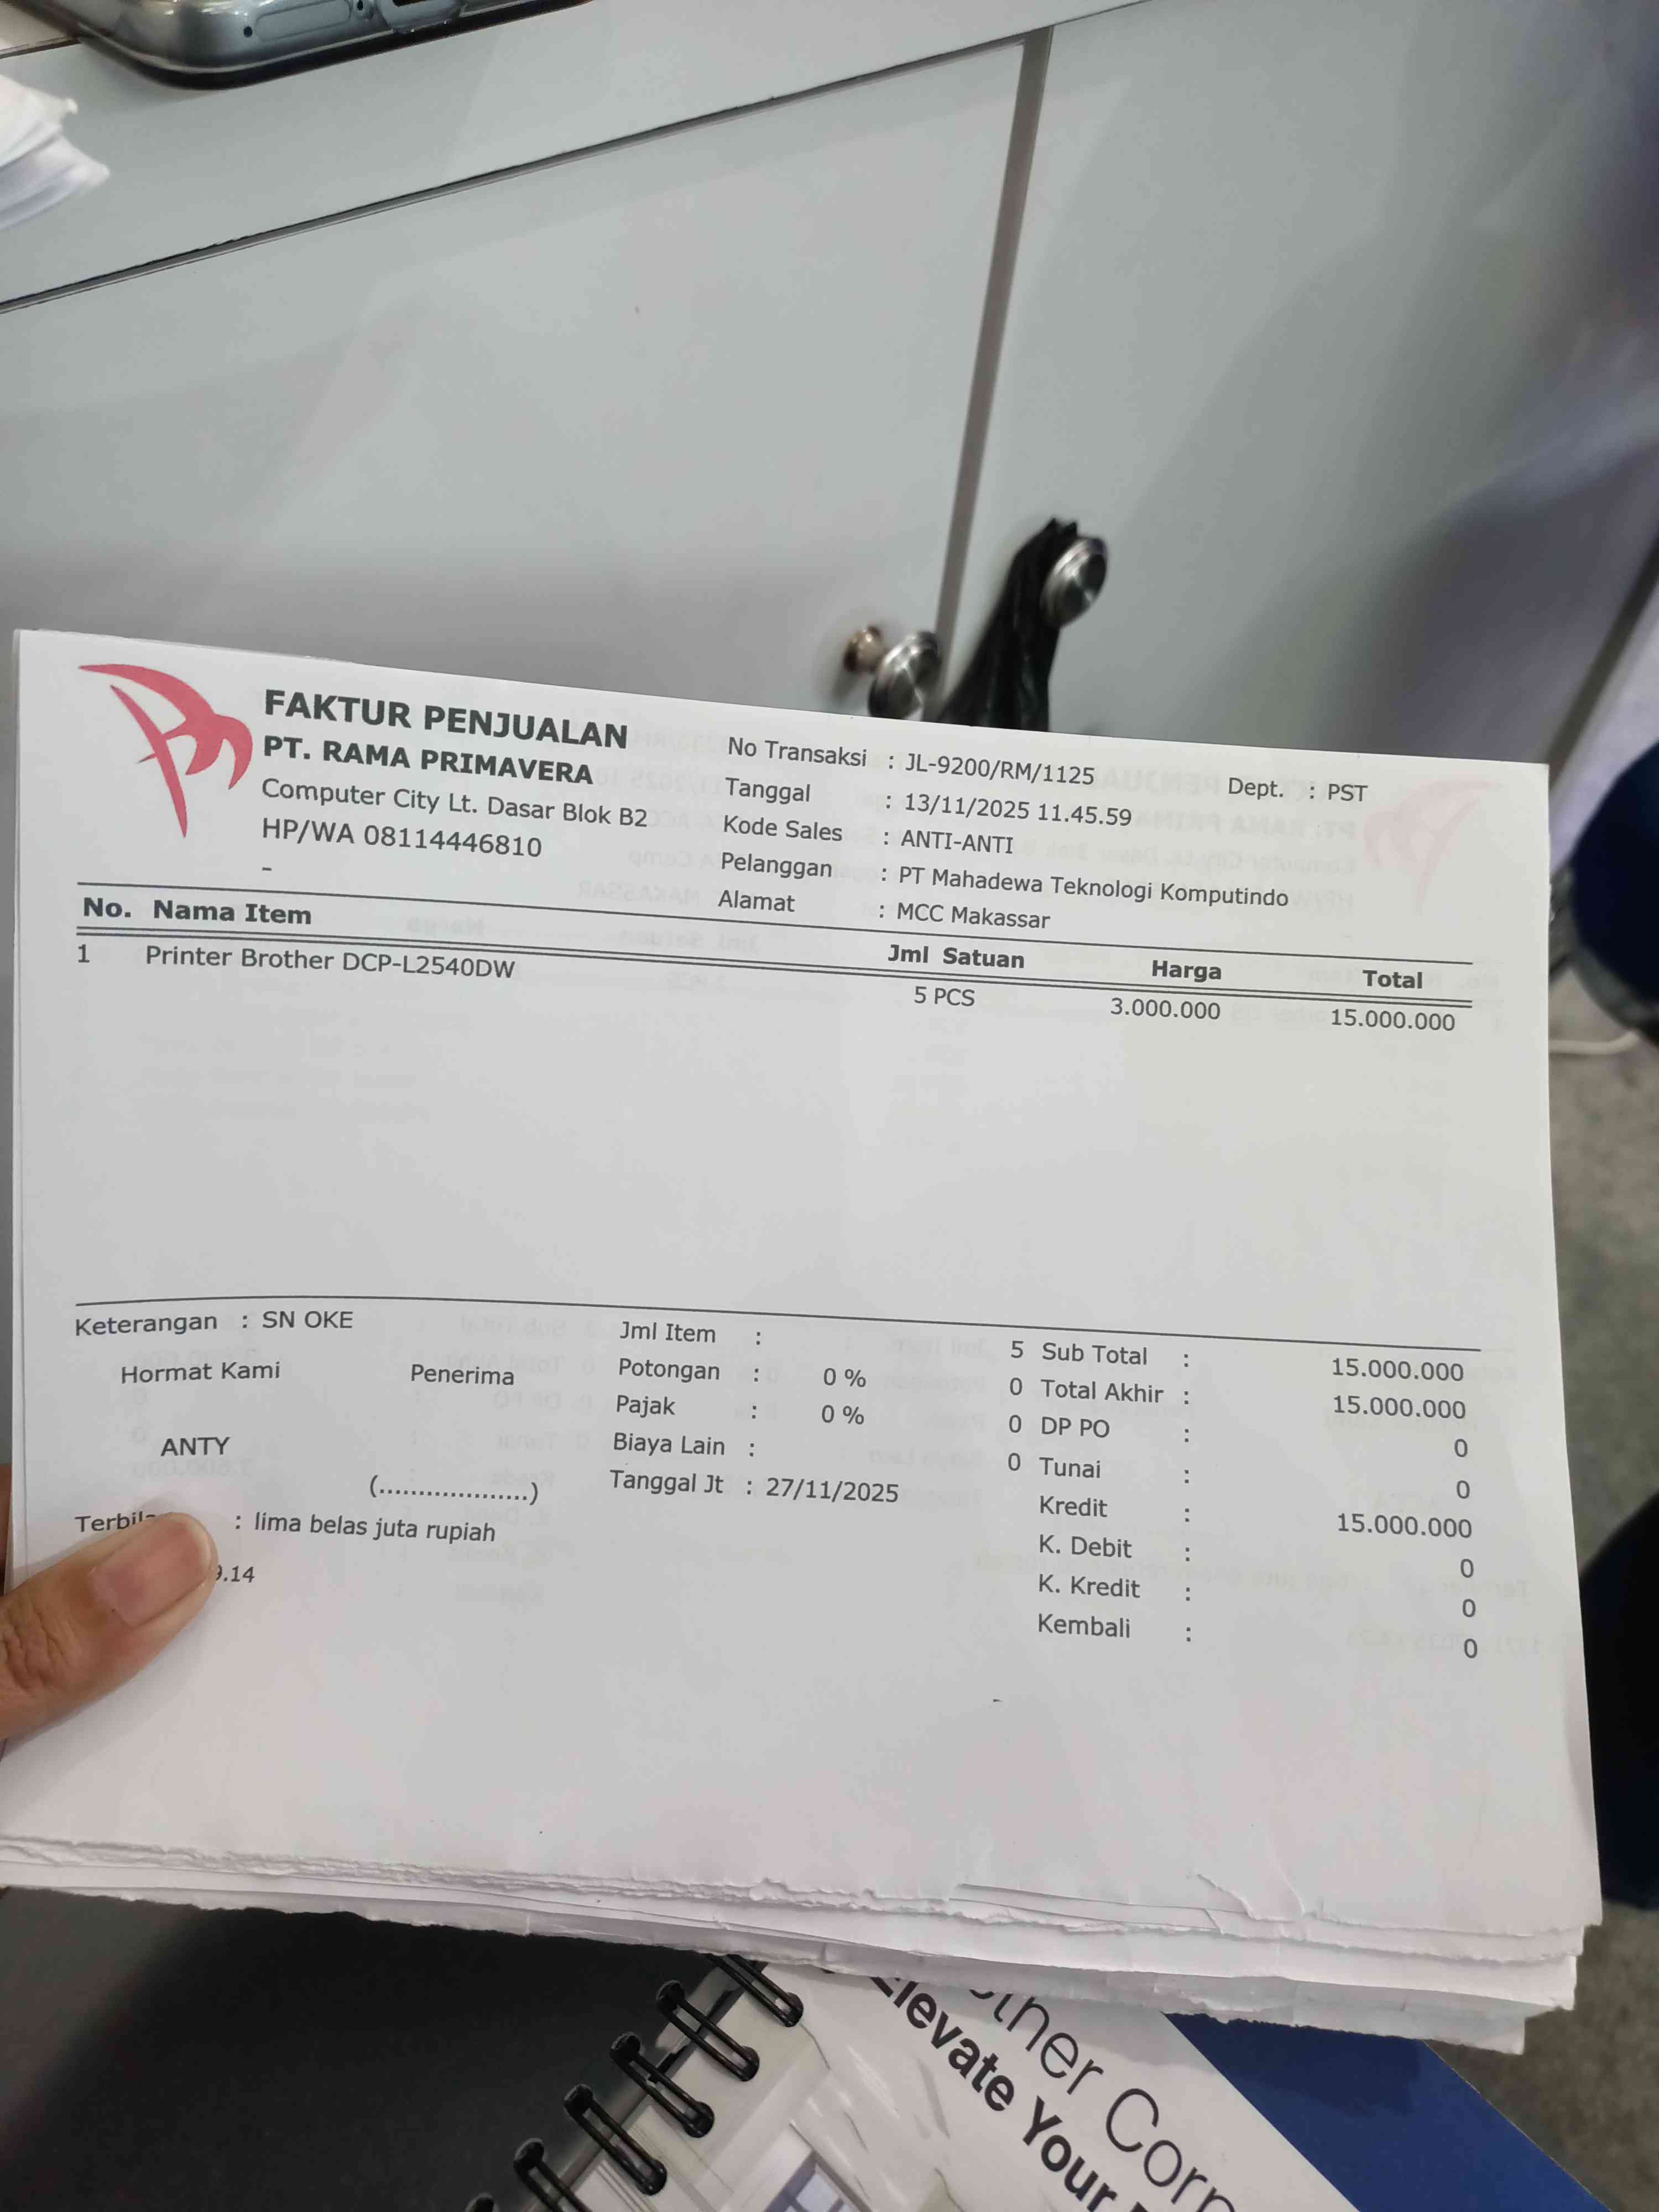 FAKTUR PENJUALAN
PT. RAMA PRIMAVERA
Computer City Lt. Dasar Blok B2
HP/WA 08114446810
-
No Transaksi : JL-9200/RM/1125 Dept. : PST
Tanggal : 13/11/2025 11.45.59
Kode Sales : ANTI-ANTI
Pelanggan : PT Mahadewa Teknologi Komputindo
Alamat : MCC Makassar
No. Nama Item Jml Satuan Harga Total
1 Printer Brother DCP-L2540DW 5 PCS 3.000.000 15.000.000
Keterangan : SN OKE
Hormat Kami Penerima
ANTY
(...................)
Terbil : lima belas juta rupiah
9.14
Jml Item : 5
Potongan : 0 % 0
Pajak : 0 % 0
Biaya Lain : 0
Tanggal Jt : 27/11/2025
Sub Total : 15.000.000
Total Akhir : 15.000.000
DP PO : 0
Tunai : 0
Kredit : 15.000.000
K. Debit : 0
K. Kredit : 0
Kembali : 0
other Corp
Elevate Your